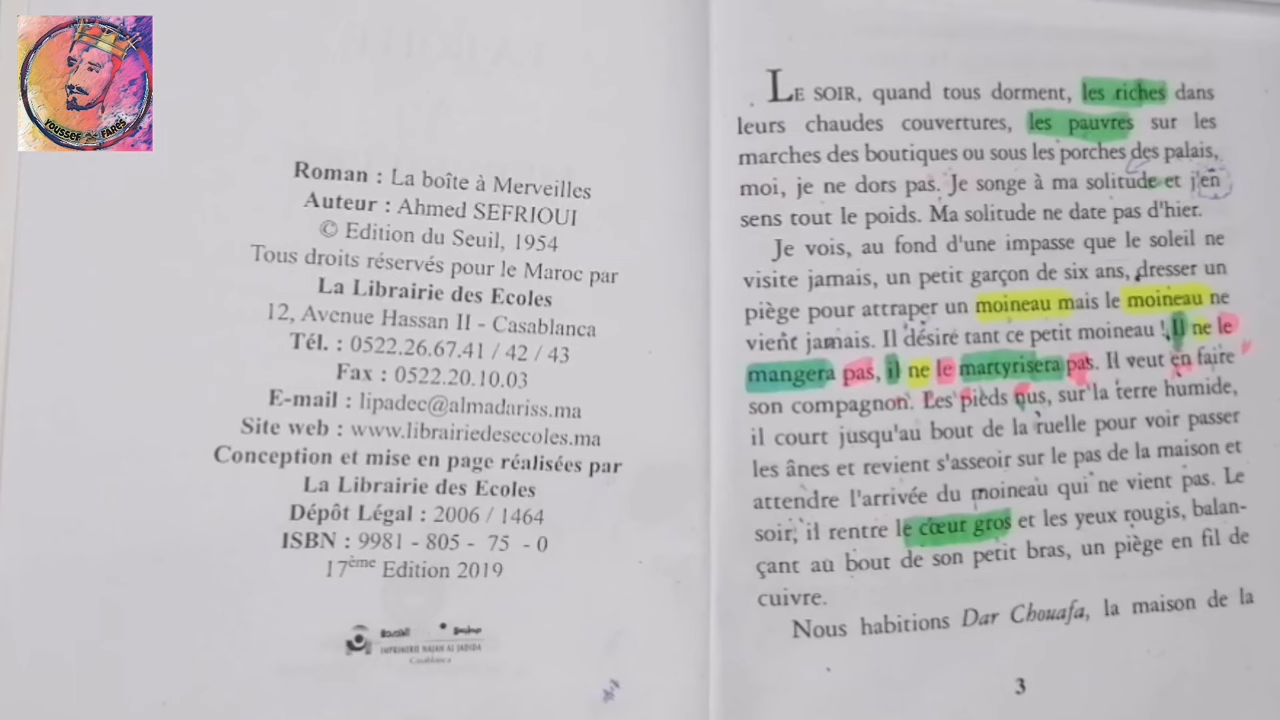 YOUSSEF FARES
Roman : La boîte à Merveilles
Auteur : Ahmed SEFRIOUI
© Edition du Seuil, 1954
Tous droits réservés pour le Maroc par
La Librairie des Ecoles
12, Avenue Hassan II - Casablanca
Tél. : 0522.26.67.41 / 42 / 43
Fax : 0522.20.10.03
E-mail : lipadec@almadariss.ma
Site web : www.librairiedesecoles.ma
Conception et mise en page réalisées par
La Librairie des Ecoles
Dépôt Légal : 2006 / 1464
ISBN : 9981 - 805 - 75 - 0
17ème Edition 2019
IMPRIMERIE NAJAH AL JADIDA
Casablanca
LE SOIR, quand tous dorment, les riches dans
leurs chaudes couvertures, les pauvres sur les
marches des boutiques ou sous les porches des palais,
moi, je ne dors pas. Je songe à ma solitude et j'en
sens tout le poids. Ma solitude ne date pas d'hier.
Je vois, au fond d'une impasse que le soleil ne
visite jamais, un petit garçon de six ans, dresser un
piège pour attraper un moineau mais le moineau ne
vient jamais. Il désire tant ce petit moineau ! Il ne le
mangera pas, il ne le martyrisera pas. Il veut en faire
son compagnon. Les pieds nus, sur la terre humide,
il court jusqu'au bout de la ruelle pour voir passer
les ânes et revient s'asseoir sur le pas de la maison et
attendre l'arrivée du moineau qui ne vient pas. Le
soir, il rentre le cœur gros et les yeux rougis, balan-
çant au bout de son petit bras, un piège en fil de
cuivre.
Nous habitions Dar Chouafa, la maison de la
3